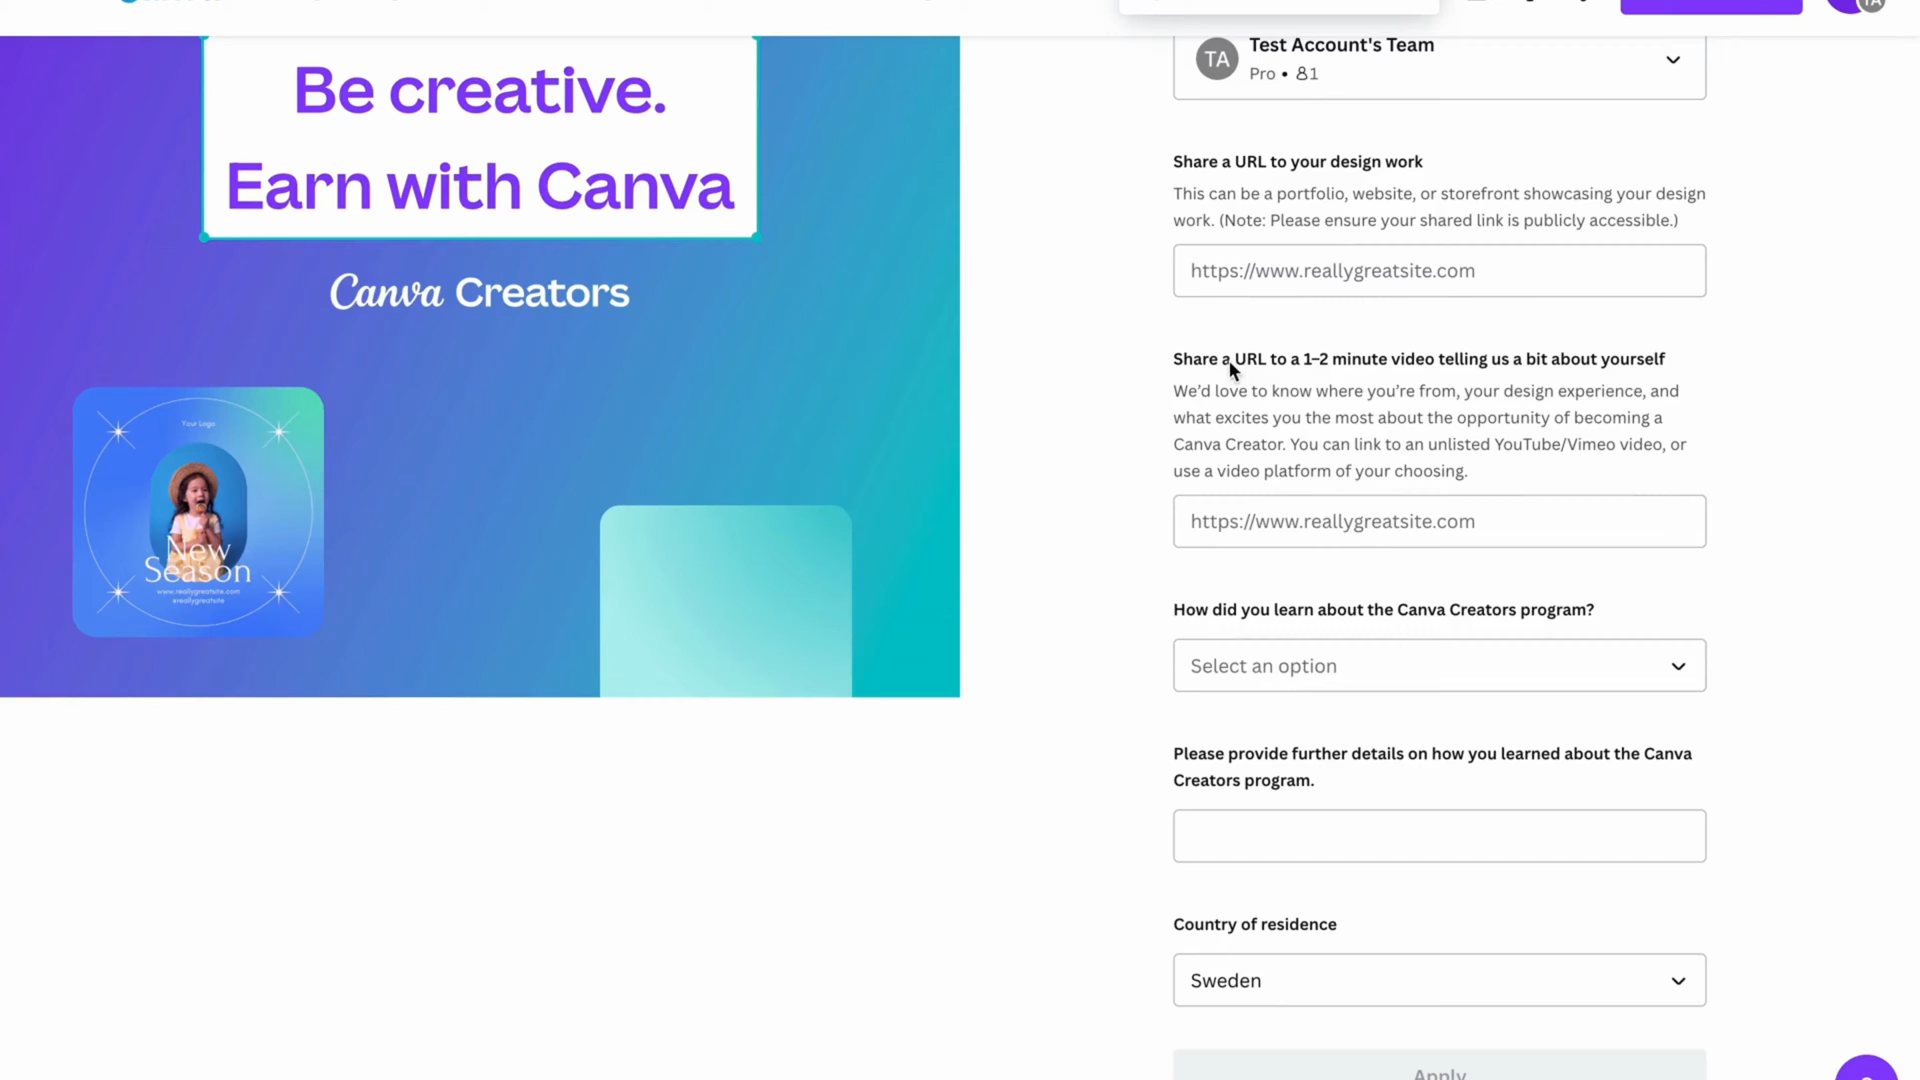 Be creative.
Earn with Canva
Canva Creators
Your Logo
New
Season
www.reallygreatsite.com
@reallygreatsite
TA
Test Account's Team
Pro • 1
Share a URL to your design work
This can be a portfolio, website, or storefront showcasing your design
work. (Note: Please ensure your shared link is publicly accessible.)
https://www.reallygreatsite.com
Share a URL to a 1–2 minute video telling us a bit about yourself
We’d love to know where you’re from, your design experience, and
what excites you the most about the opportunity of becoming a
Canva Creator. You can link to an unlisted YouTube/Vimeo video, or
use a video platform of your choosing.
https://www.reallygreatsite.com
How did you learn about the Canva Creators program?
Select an option
Please provide further details on how you learned about the Canva
Creators program.
Country of residence
Sweden
Apply